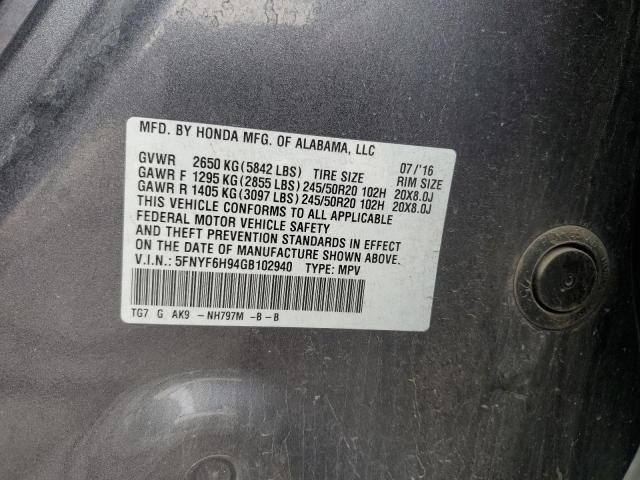 MFD. BY HONDA MFG. OF ALABAMA, LLC
07/'16
GVWR 2650 KG(5842 LBS) TIRE SIZE RIM SIZE
GAWR F 1295 KG(2855 LBS)245/50R20 102H 20X8.0J
GAWR R 1405 KG(3097 LBS)245/50R20 102H 20X8.0J
THIS VEHICLE CONFORMS TO ALL APPLICABLE
FEDERAL MOTOR VEHICLE SAFETY
AND THEFT PREVENTION STANDARDS IN EFFECT
ON THE DATE OF MANUFACTURE SHOWN ABOVE.
V.I.N.: 5FNYF6H94GB102940 TYPE: MPV
TG7 G AK9 -NH797M -B-B